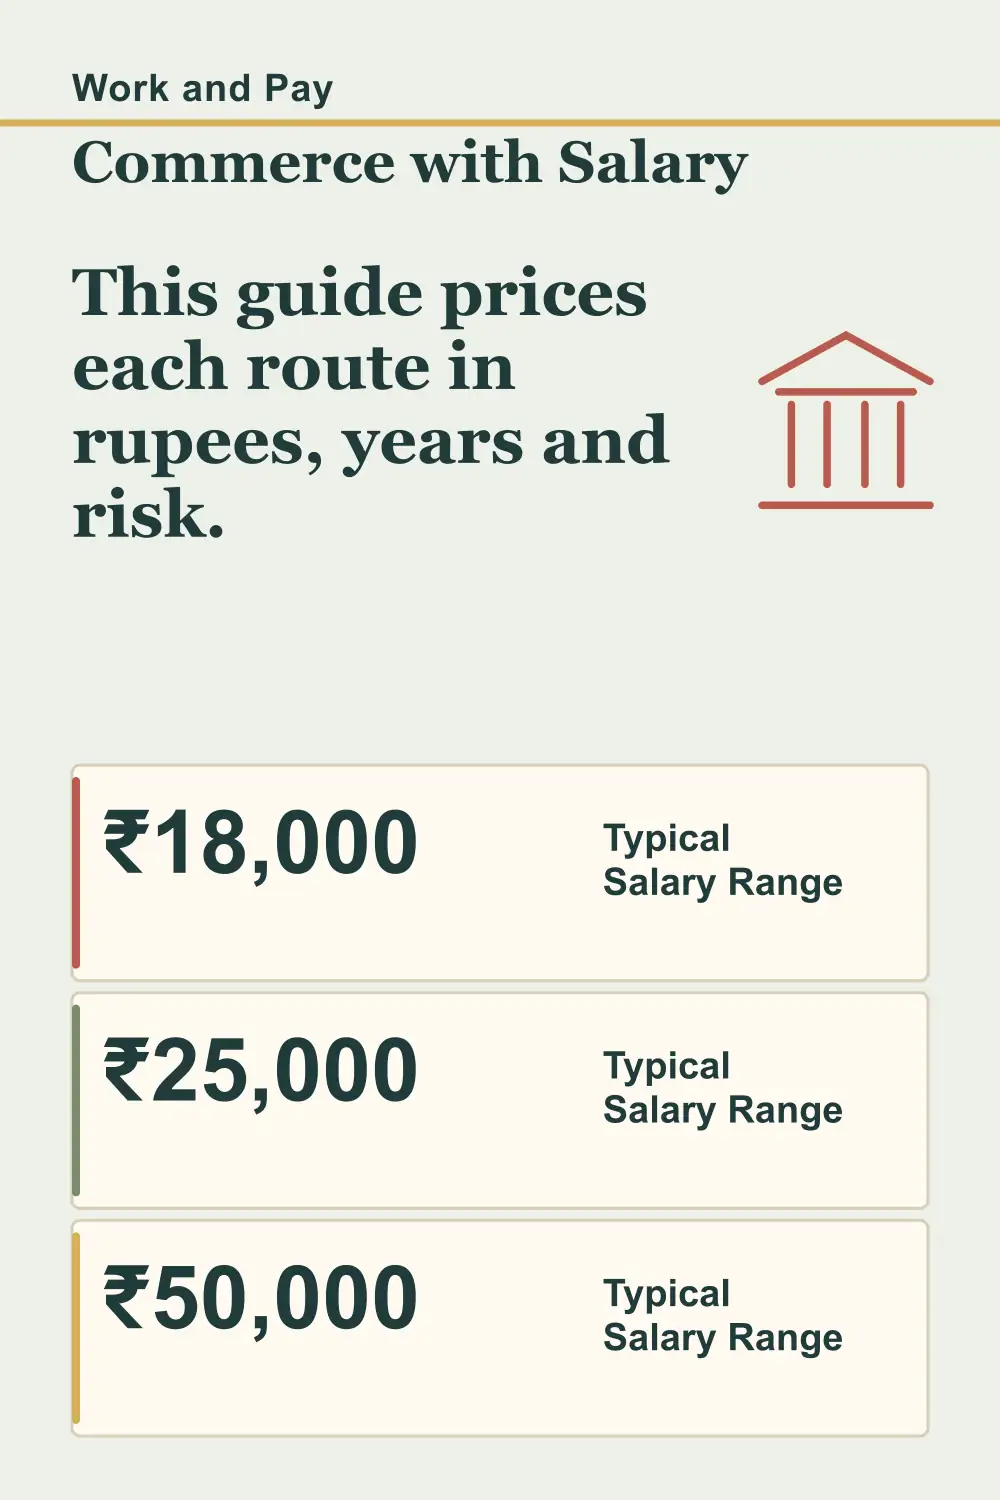 Work and Pay
Commerce with Salary
This guide prices
each route in
rupees, years and
risk.
₹18,000
Typical
Salary Range
₹25,000
Typical
Salary Range
₹50,000
Typical
Salary Range